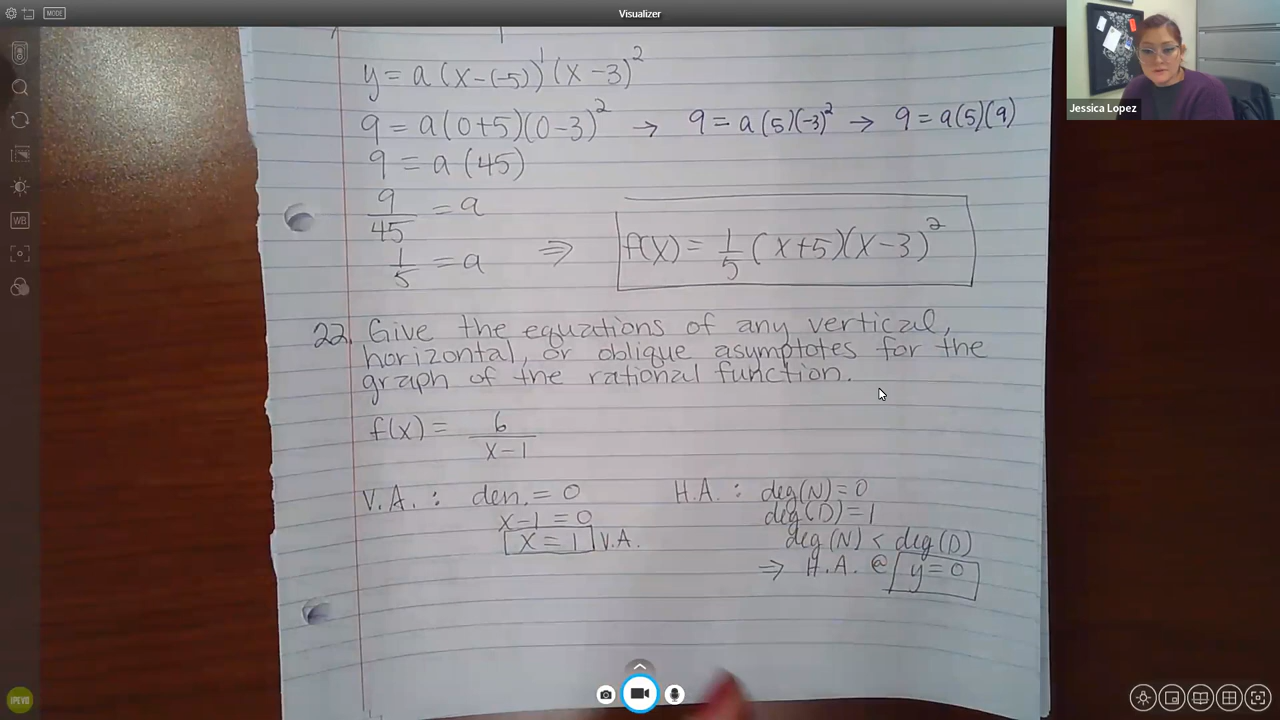 Visualizer
MODE
Jessica Lopez
y = a (x-(-5))¹ (x-3)²
9 = a(0+5)(0-3)² → 9 = a(5)(-3)² → 9 = a(5)(9)
9 = a (45)
9/45 = a
1/5 = a ⇒ f(x) = 1/5 (x+5)(x-3)²
22. Give the equations of any vertical,
horizontal, or oblique asymptotes for the
graph of the rational function.
f(x) = 6/(x-1)
V.A. : den. = 0 H.A. : deg(N) = 0
x-1 = 0 deg(D) = 1
x = 1 V.A. deg(N) < deg(D)
⇒ H.A. @ y = 0
WB
IPEVO